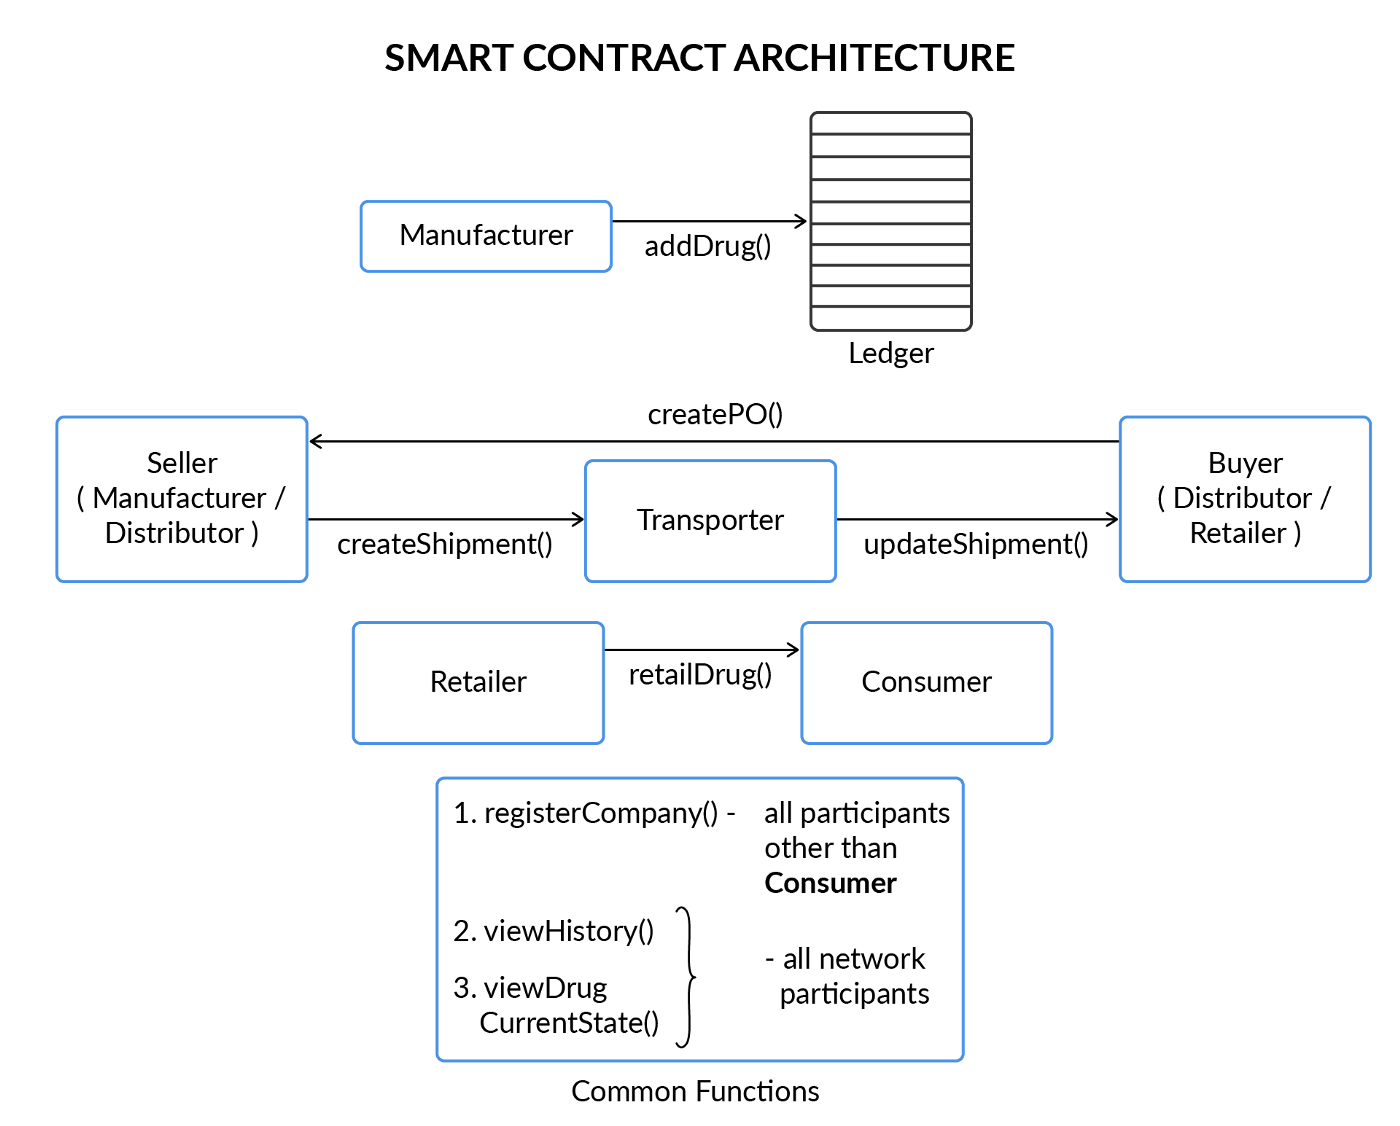 SMART CONTRACT ARCHITECTURE
Manufacturer
addDrug()
Ledger
createPO()
Seller
( Manufacturer /
Distributor )
createShipment()
Transporter
updateShipment()
Buyer
( Distributor /
Retailer )
Retailer
retailDrug()
Consumer
1. registerCompany() - all participants
other than
Consumer
2. viewHistory()
3. viewDrug
CurrentState()
- all network
participants
Common Functions